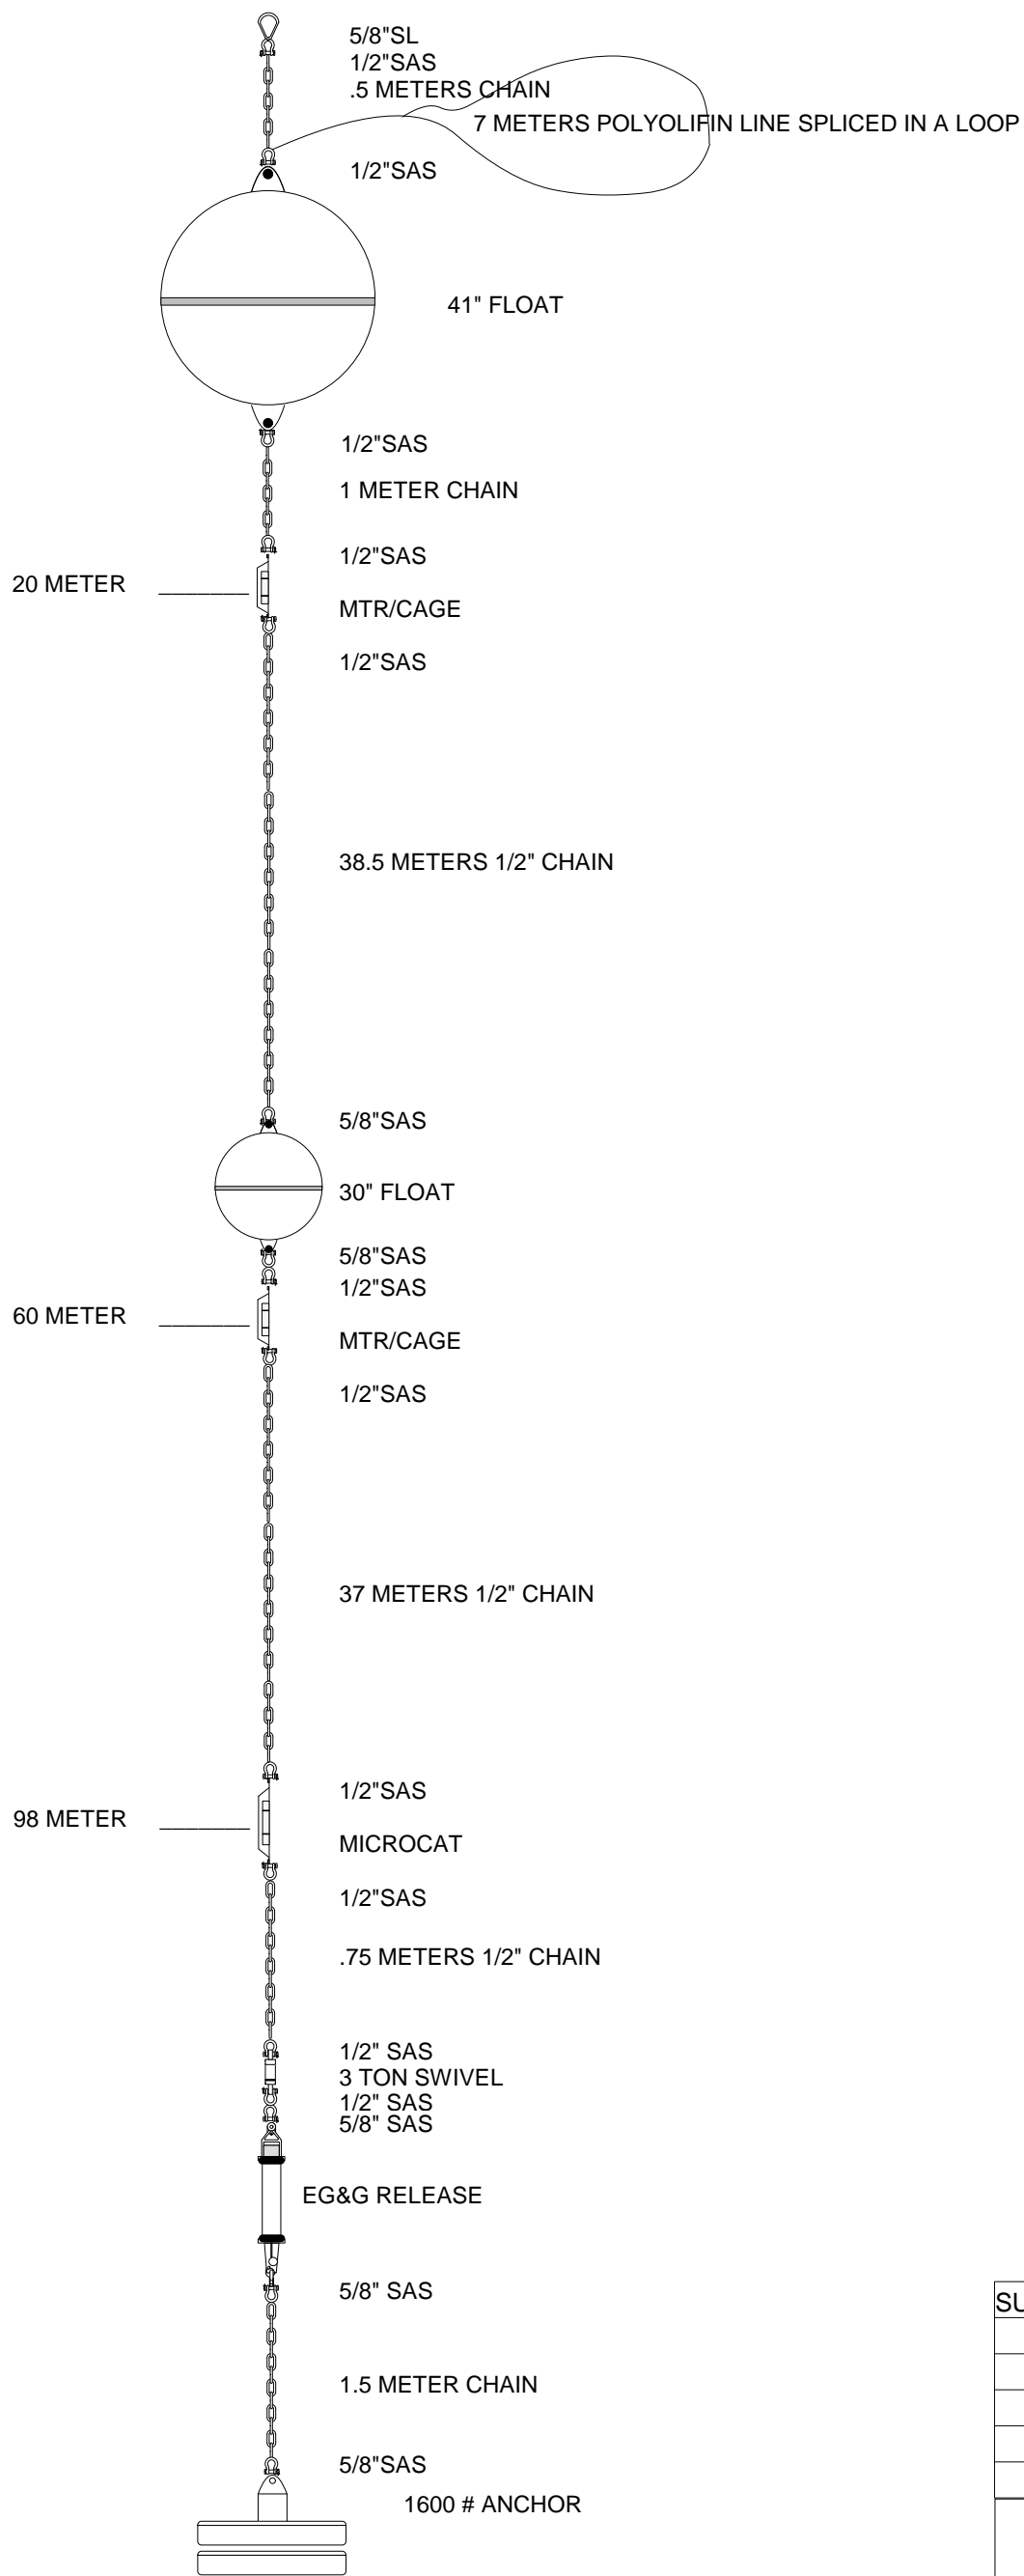 5/8"SL
1/2"SAS
.5 METERS CHAIN
7 METERS POLYOLIFIN LINE SPLICED IN A LOOP
1/2"SAS
41" FLOAT
1/2"SAS
1 METER CHAIN
1/2"SAS
20 METER
MTR/CAGE
1/2"SAS
38.5 METERS 1/2" CHAIN
5/8"SAS
30" FLOAT
5/8"SAS
1/2"SAS
60 METER
MTR/CAGE
1/2"SAS
37 METERS 1/2" CHAIN
1/2"SAS
98 METER
MICROCAT
1/2"SAS
.75 METERS 1/2" CHAIN
1/2" SAS
3 TON SWIVEL
1/2" SAS
5/8" SAS
EG&G RELEASE
5/8" SAS
SU
1.5 METER CHAIN
5/8"SAS
1600 # ANCHOR